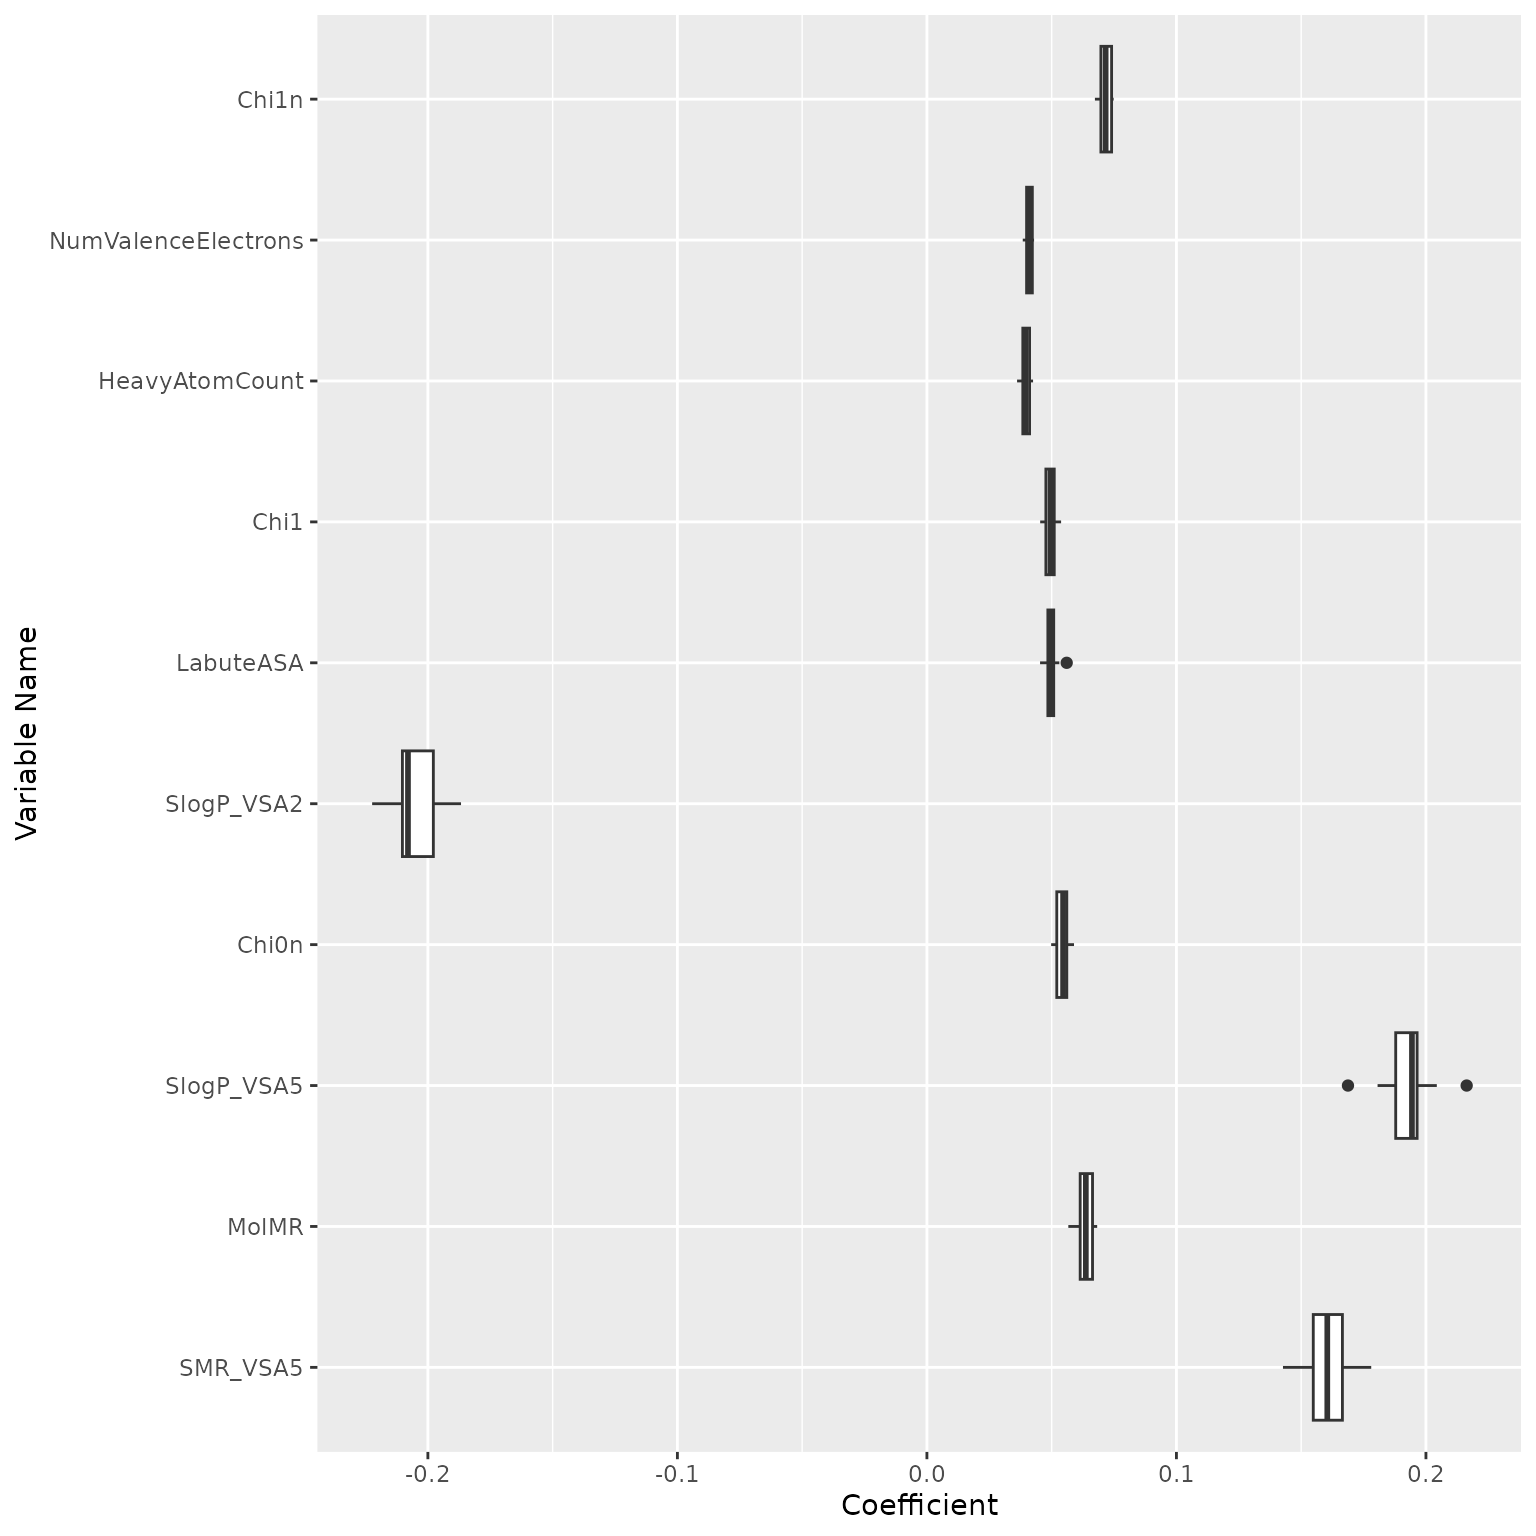 Variable Name
Chi1n
NumValenceElectrons
HeavyAtomCount
Chi1
LabuteASA
SlogP_VSA2
Chi0n
SlogP_VSA5
MolMR
SMR_VSA5
-0.2 -0.1 0.0 0.1 0.2
Coefficient